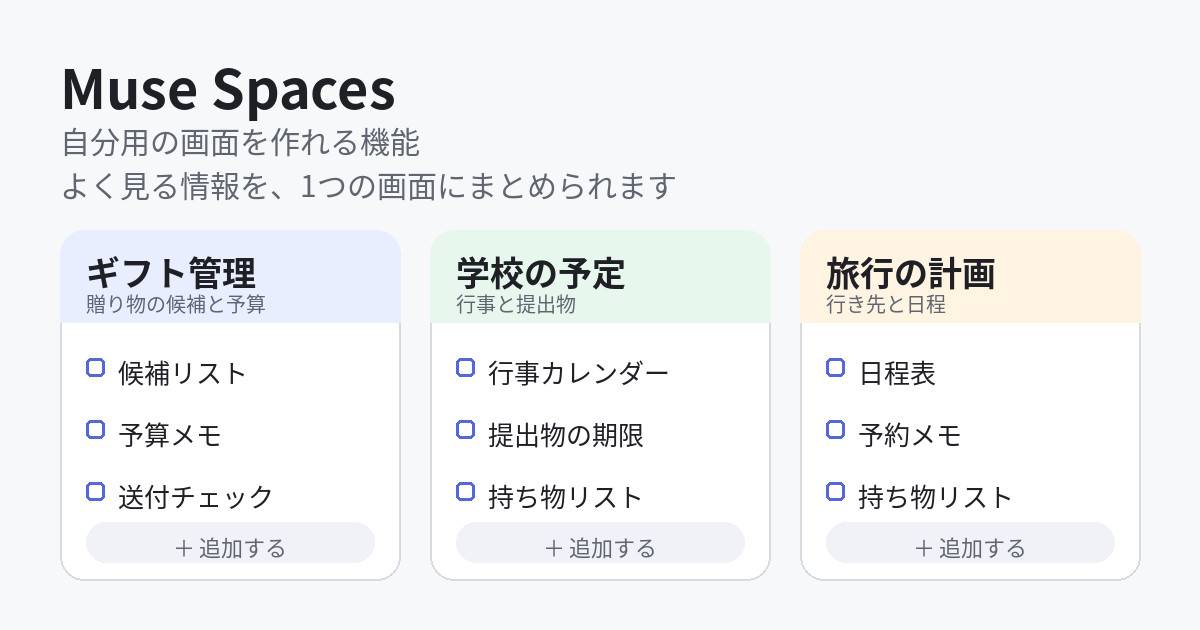 Muse Spaces
自分用の画面を作れる機能
よく見る情報を、1つの画面にまとめられます
ギフト管理
贈り物の候補と予算
候補リスト
予算メモ
送付チェック
＋ 追加する
学校の予定
行事と提出物
行事カレンダー
提出物の期限
持ち物リスト
＋ 追加する
旅行の計画
行き先と日程
日程表
予約メモ
持ち物リスト
＋ 追加する